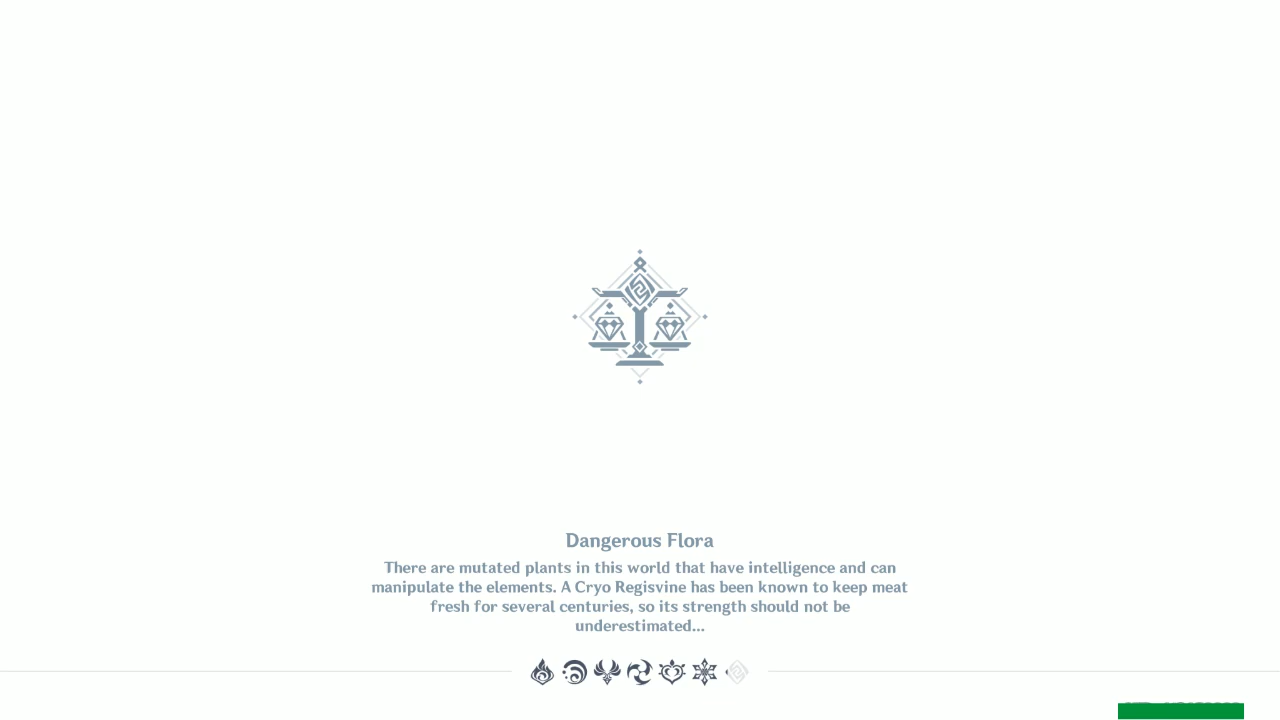 Dangerous Flora
There are mutated plants in this world that have intelligence and can
manipulate the elements. A Cryo Regisvine has been known to keep meat
fresh for several centuries, so its strength should not be
underestimated...